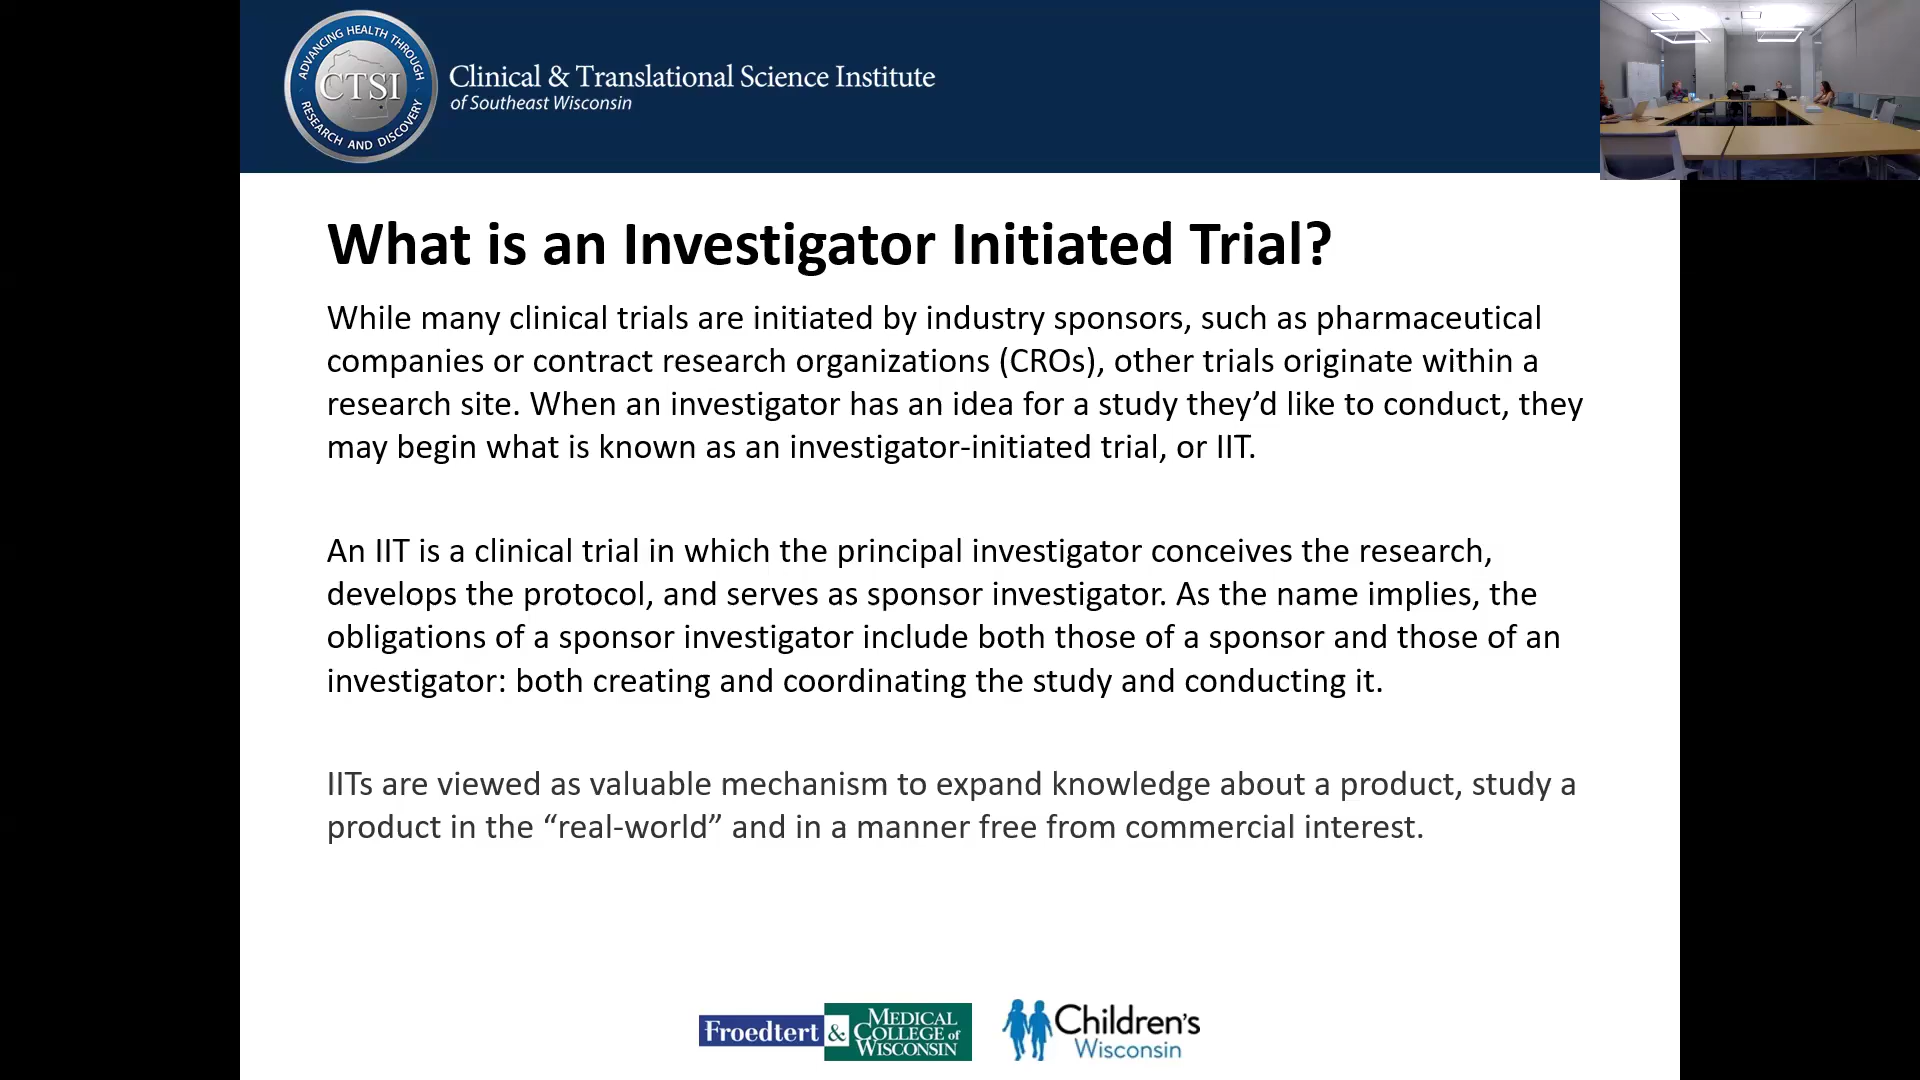 ADVANCING HEALTH THROUGH
CTSI
RESEARCH AND DISCOVERY
Clinical & Translational Science Institute
of Southeast Wisconsin
What is an Investigator Initiated Trial?
While many clinical trials are initiated by industry sponsors, such as pharmaceutical
companies or contract research organizations (CROs), other trials originate within a
research site. When an investigator has an idea for a study they’d like to conduct, they
may begin what is known as an investigator-initiated trial, or IIT.
An IIT is a clinical trial in which the principal investigator conceives the research,
develops the protocol, and serves as sponsor investigator. As the name implies, the
obligations of a sponsor investigator include both those of a sponsor and those of an
investigator: both creating and coordinating the study and conducting it.
IITs are viewed as valuable mechanism to expand knowledge about a product, study a
product in the “real-world” and in a manner free from commercial interest.
Froedtert &
MEDICAL
COLLEGE of
WISCONSIN
Children's
Wisconsin